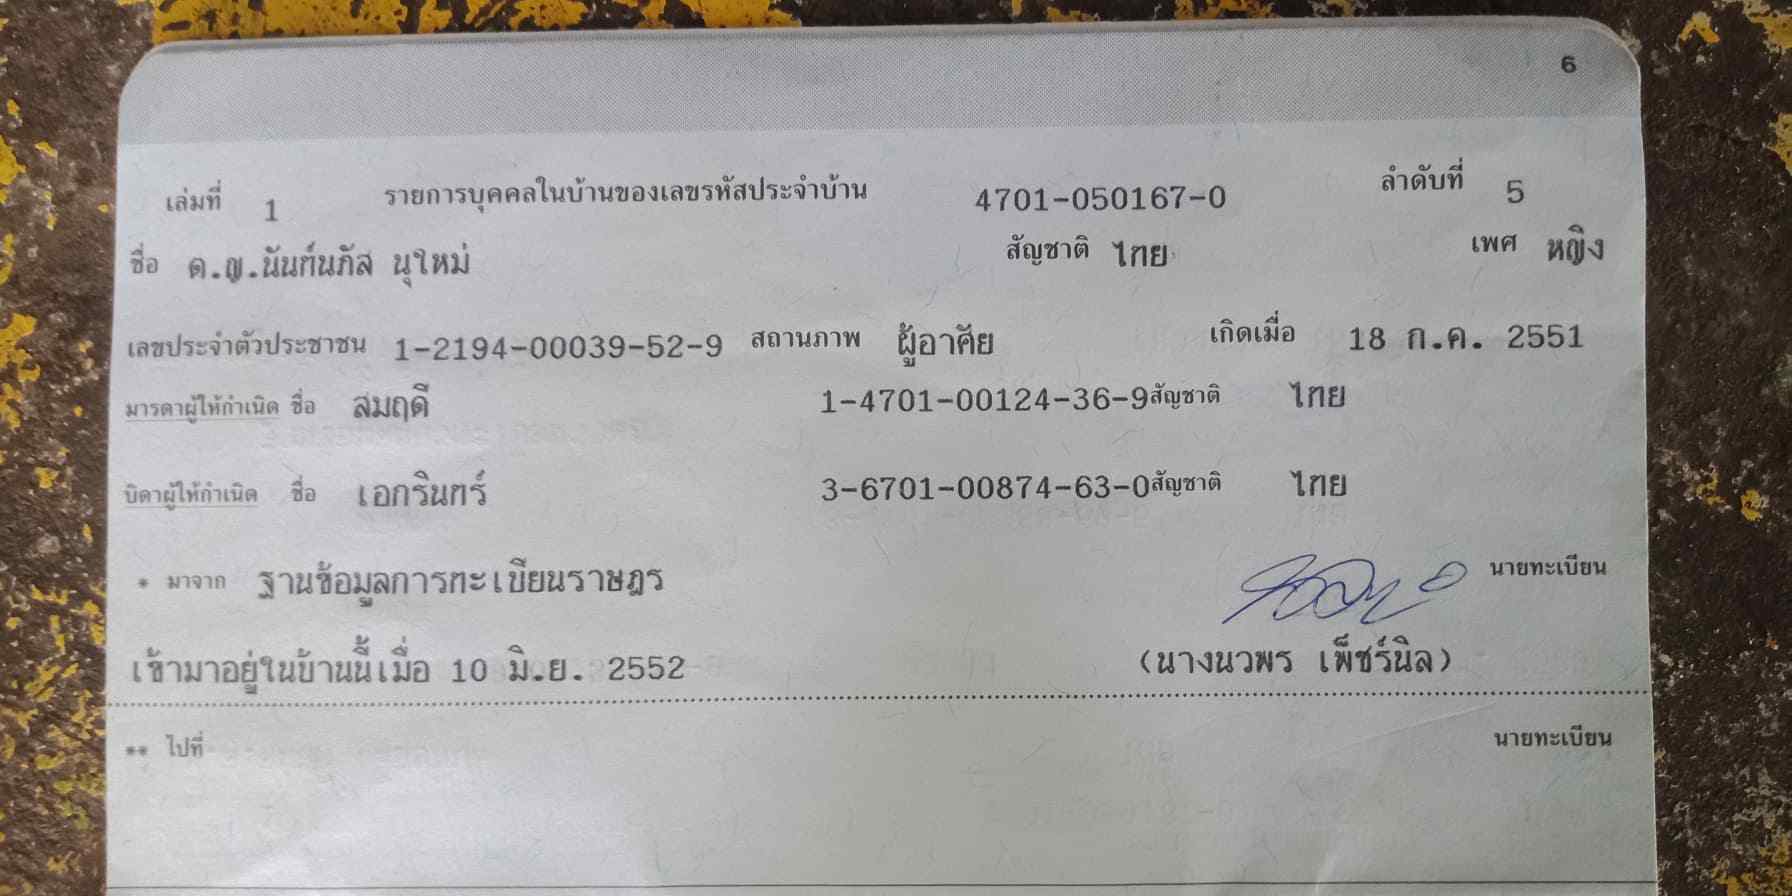 6
เล่มที่ 1 รายการบุคคลในบ้านของเลขรหัสประจำบ้าน 4701-050167-0 ลำดับที่ 5
ชื่อ ด.ญ.นันท์นภัส นุใหม่ สัญชาติ ไทย เพศ หญิง
เลขประจำตัวประชาชน 1-2194-00039-52-9 สถานภาพ ผู้อาศัย เกิดเมื่อ 18 ก.ค. 2551
มารดาผู้ให้กำเนิด ชื่อ สมฤดี 1-4701-00124-36-9 สัญชาติ ไทย
บิดาผู้ให้กำเนิด ชื่อ เอกรินทร์ 3-6701-00874-63-0 สัญชาติ ไทย
* มาจาก ฐานข้อมูลการทะเบียนราษฎร นายทะเบียน
เข้ามาอยู่ในบ้านนี้เมื่อ 10 มิ.ย. 2552 (นางนวพร เพ็ชร์นิล)
** ไปที่ นายทะเบียน